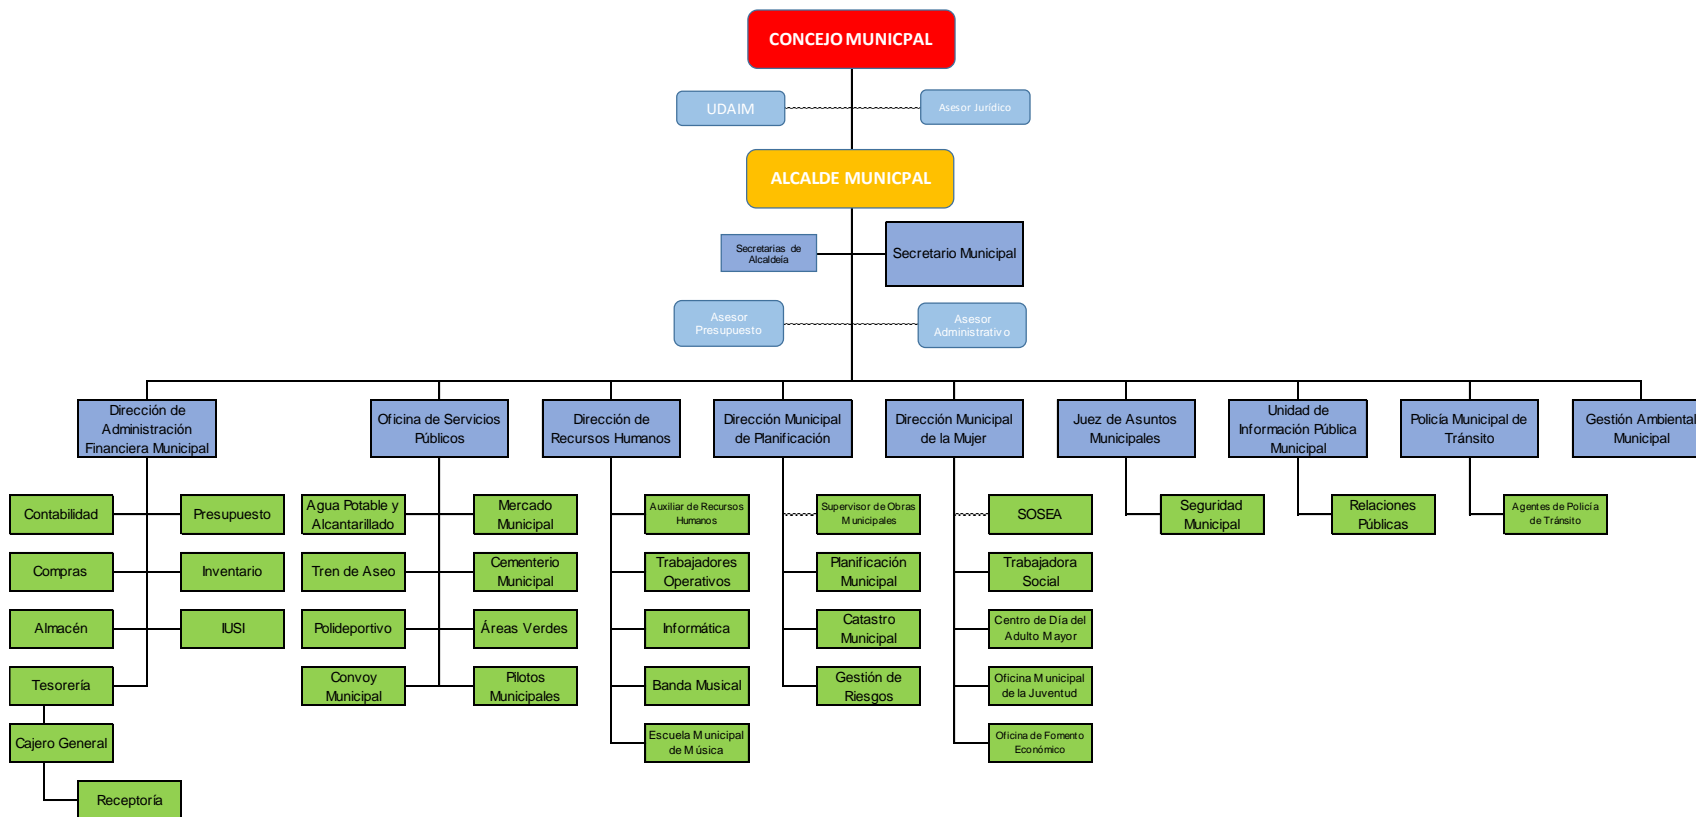 CONCEJO MUNICPAL
UDAIM
Asesor Jurídico
ALCALDE MUNICPAL
Secretarias de
Alcaldeía
Secretario Municipal
Asesor
Presupuesto
Asesor
Administrativo
Dirección de
Administración
Financiera Municipal
Oficina de Servicios
Públicos
Dirección de
Recursos Humanos
Dirección Municipal
de Planificación
Dirección Municipal
de la Mujer
Juez de Asuntos
Municipales
Unidad de
Información Pública
Municipal
Policía Municipal de
Tránsito
Gestión Ambiental
Municipal
Contabilidad
Presupuesto
Agua Potable y
Alcantarillado
Mercado
Municipal
Auxiliar de Recursos
Humanos
Supervisor de Obras
Municipales
SOSEA
Seguridad
Municipal
Relaciones
Públicas
Agentes de Policía
de Tránsito
Compras
Inventario
Tren de Aseo
Cementerio
Municipal
Trabajadores
Operativos
Planificación
Municipal
Trabajadora
Social
Almacén
IUSI
Polideportivo
Áreas Verdes
Informática
Catastro
Municipal
Centro de Día del
Adulto Mayor
Tesorería
Convoy
Municipal
Pilotos
Municipales
Banda Musical
Gestión de
Riesgos
Oficina Municipal
de la Juventud
Cajero General
Escuela Municipal
de Música
Oficina de Fomento
Económico
Receptoría